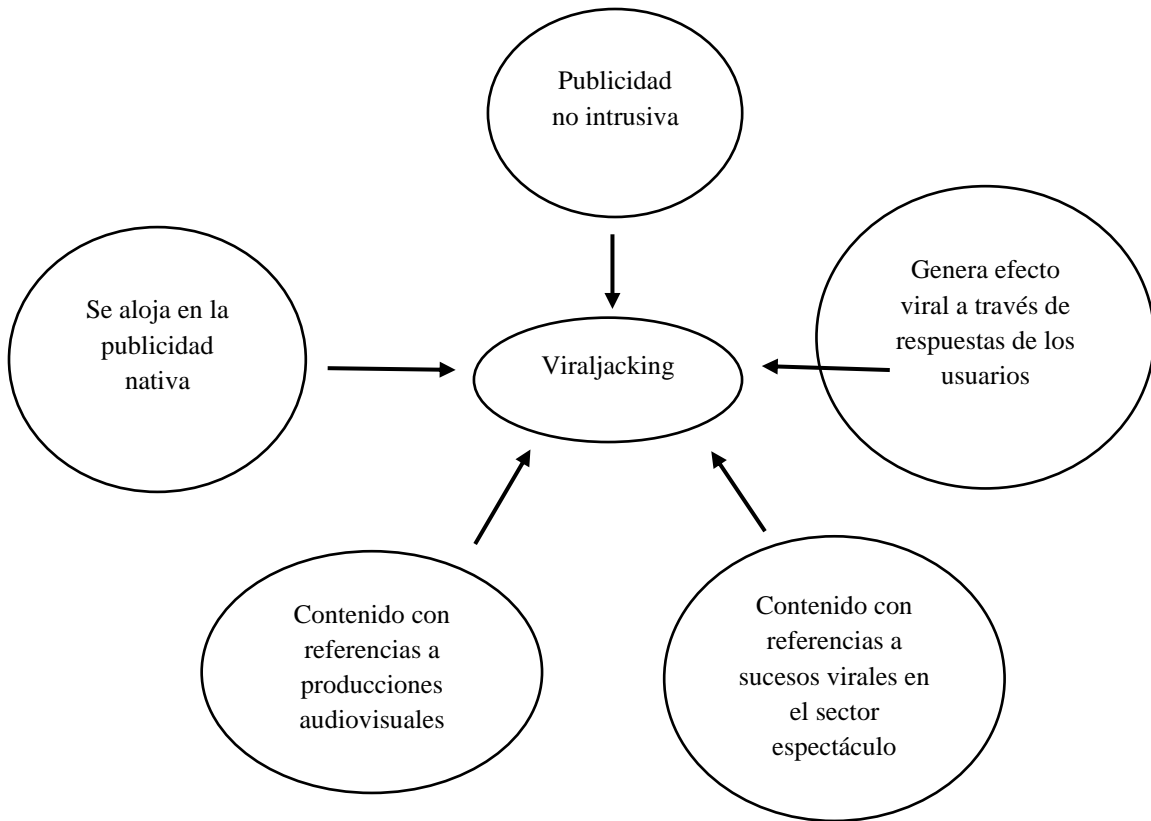 Publicidad
no intrusiva
Se aloja en la
publicidad
nativa
Viraljacking
Genera efecto
viral a través de
respuestas de los
usuarios
Contenido con
referencias a
producciones
audiovisuales
Contenido con
referencias a
sucesos virales en
el sector
espectáculo